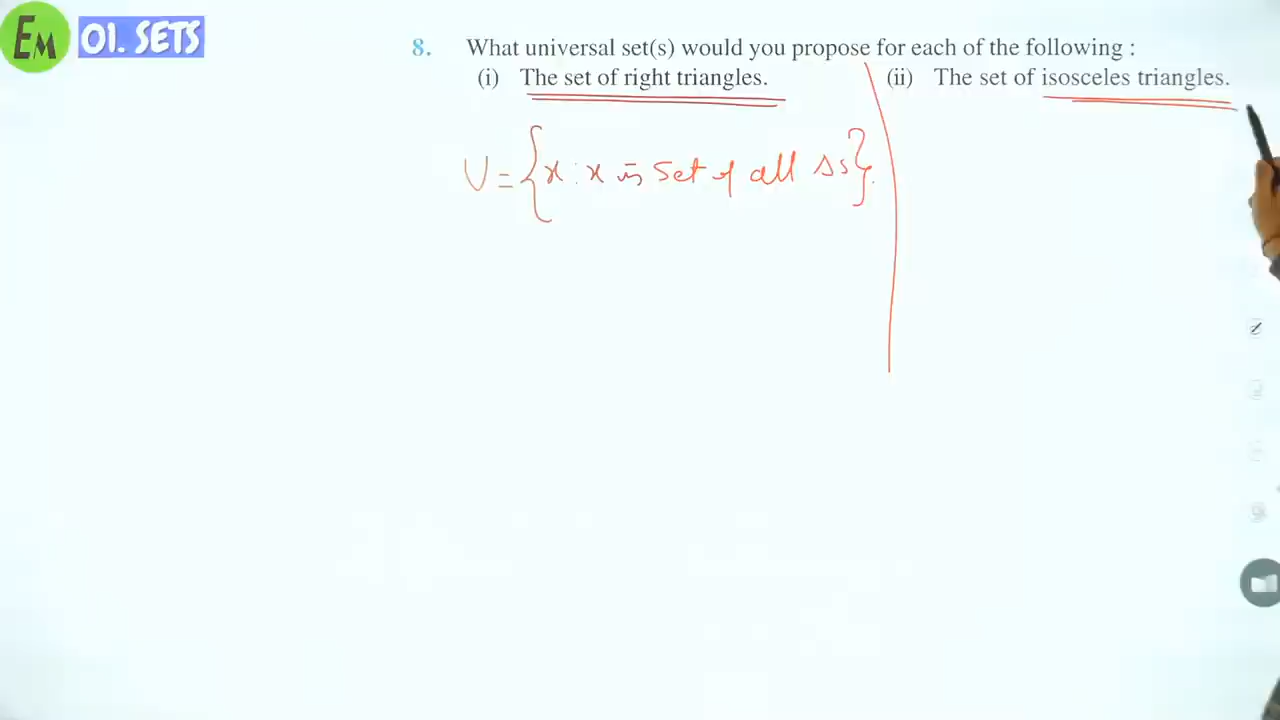 EM 01. SETS
8. What universal set(s) would you propose for each of the following :
(i) The set of right triangles. (ii) The set of isosceles triangles.
U = {x : x is set of all Δs}.